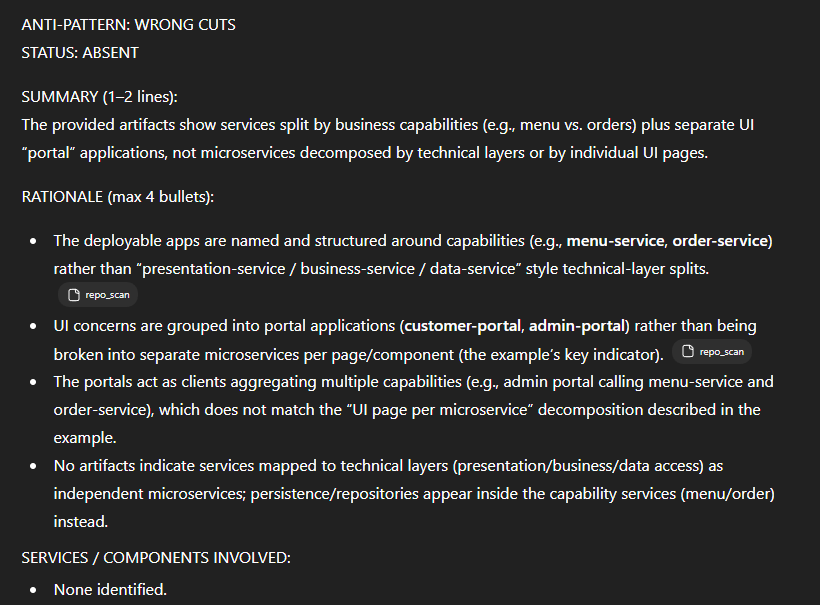 ANTI-PATTERN: WRONG CUTS
STATUS: ABSENT
SUMMARY (1–2 lines):
The provided artifacts show services split by business capabilities (e.g., menu vs. orders) plus separate UI
“portal” applications, not microservices decomposed by technical layers or by individual UI pages.
RATIONALE (max 4 bullets):
• The deployable apps are named and structured around capabilities (e.g., menu-service, order-service)
rather than “presentation-service / business-service / data-service” style technical-layer splits.
repo_scan
• UI concerns are grouped into portal applications (customer-portal, admin-portal) rather than being
broken into separate microservices per page/component (the example’s key indicator). repo_scan
• The portals act as clients aggregating multiple capabilities (e.g., admin portal calling menu-service and
order-service), which does not match the “UI page per microservice” decomposition described in the
example.
• No artifacts indicate services mapped to technical layers (presentation/business/data access) as
independent microservices; persistence/repositories appear inside the capability services (menu/order)
instead.
SERVICES / COMPONENTS INVOLVED:
• None identified.